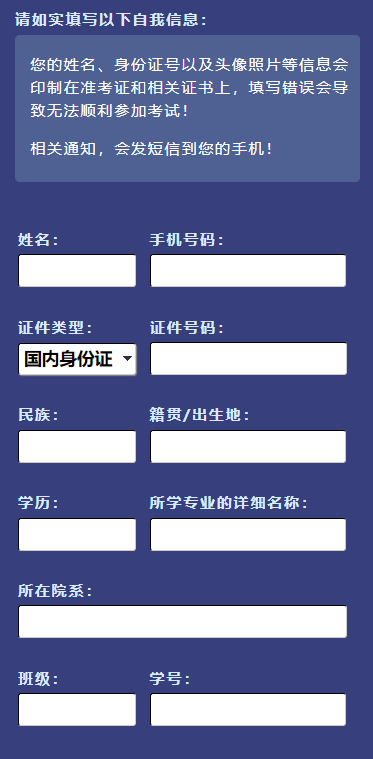 请如实填写以下自我信息：
您的姓名、身份证号以及头像照片等信息会
印制在准考证和相关证书上，填写错误会导
致无法顺利参加考试！
相关通知，会发短信到您的手机！
姓名： 手机号码：
证件类型： 证件号码：
国内身份证
民族： 籍贯/出生地：
学历： 所学专业的详细名称：
所在院系：
班级： 学号：